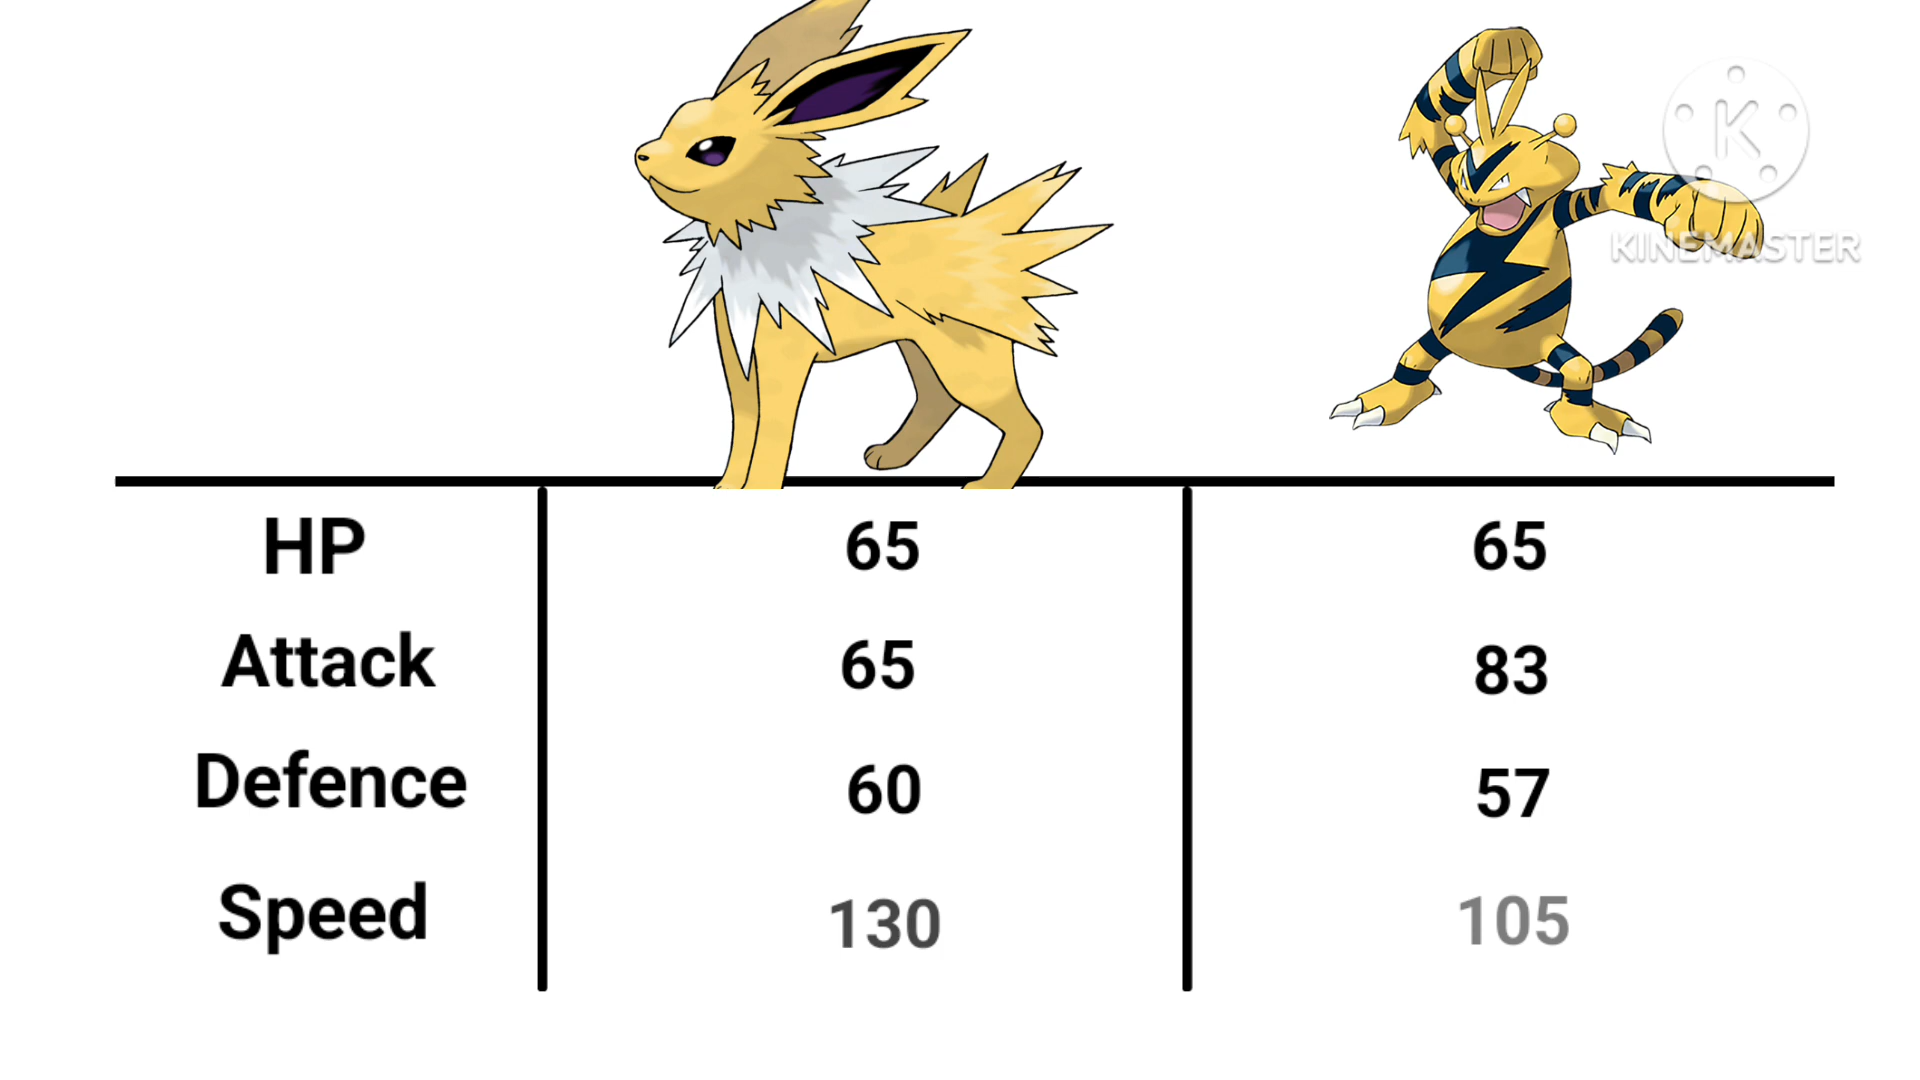 K
KINEMASTER
HP 65 65
Attack 65 83
Defence 60 57
Speed 130 105